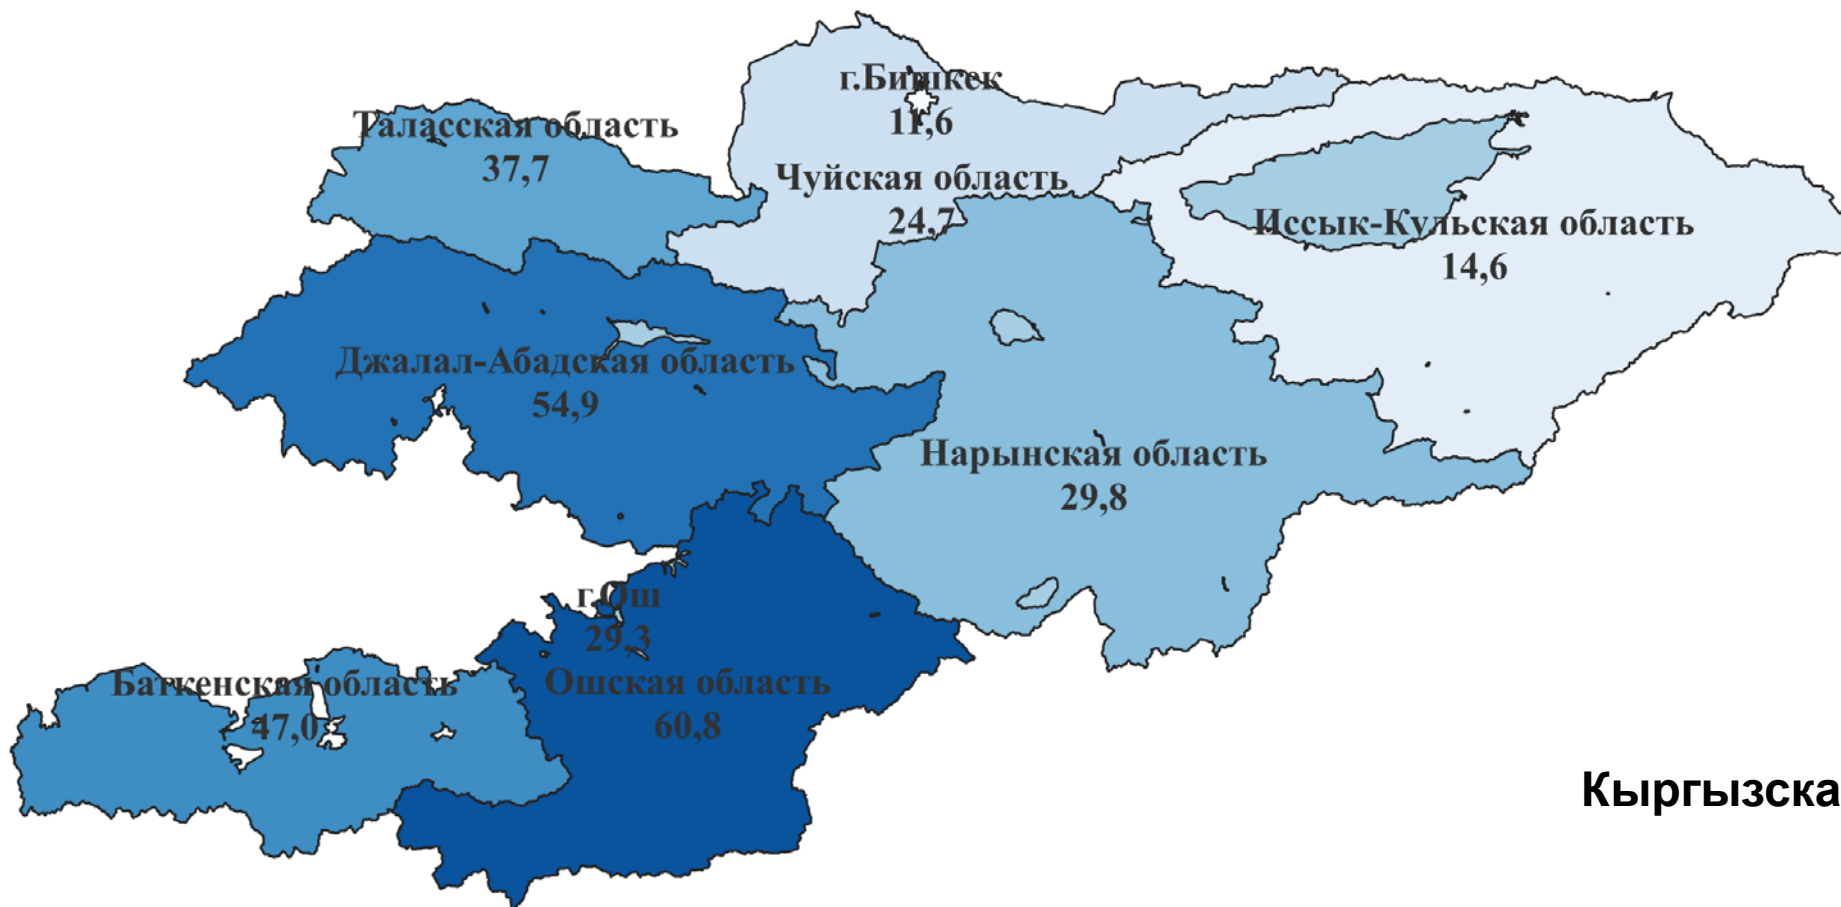 г.Бишкек
11,6
Таласская область
37,7
Чуйская область
24,7
Иссык-Кульская область
14,6
Джалал-Абадская область
54,9
Нарынская область
29,8
г.Ош
29,3
Баткенская область
47,0
Ошская область
60,8
Кыргызска